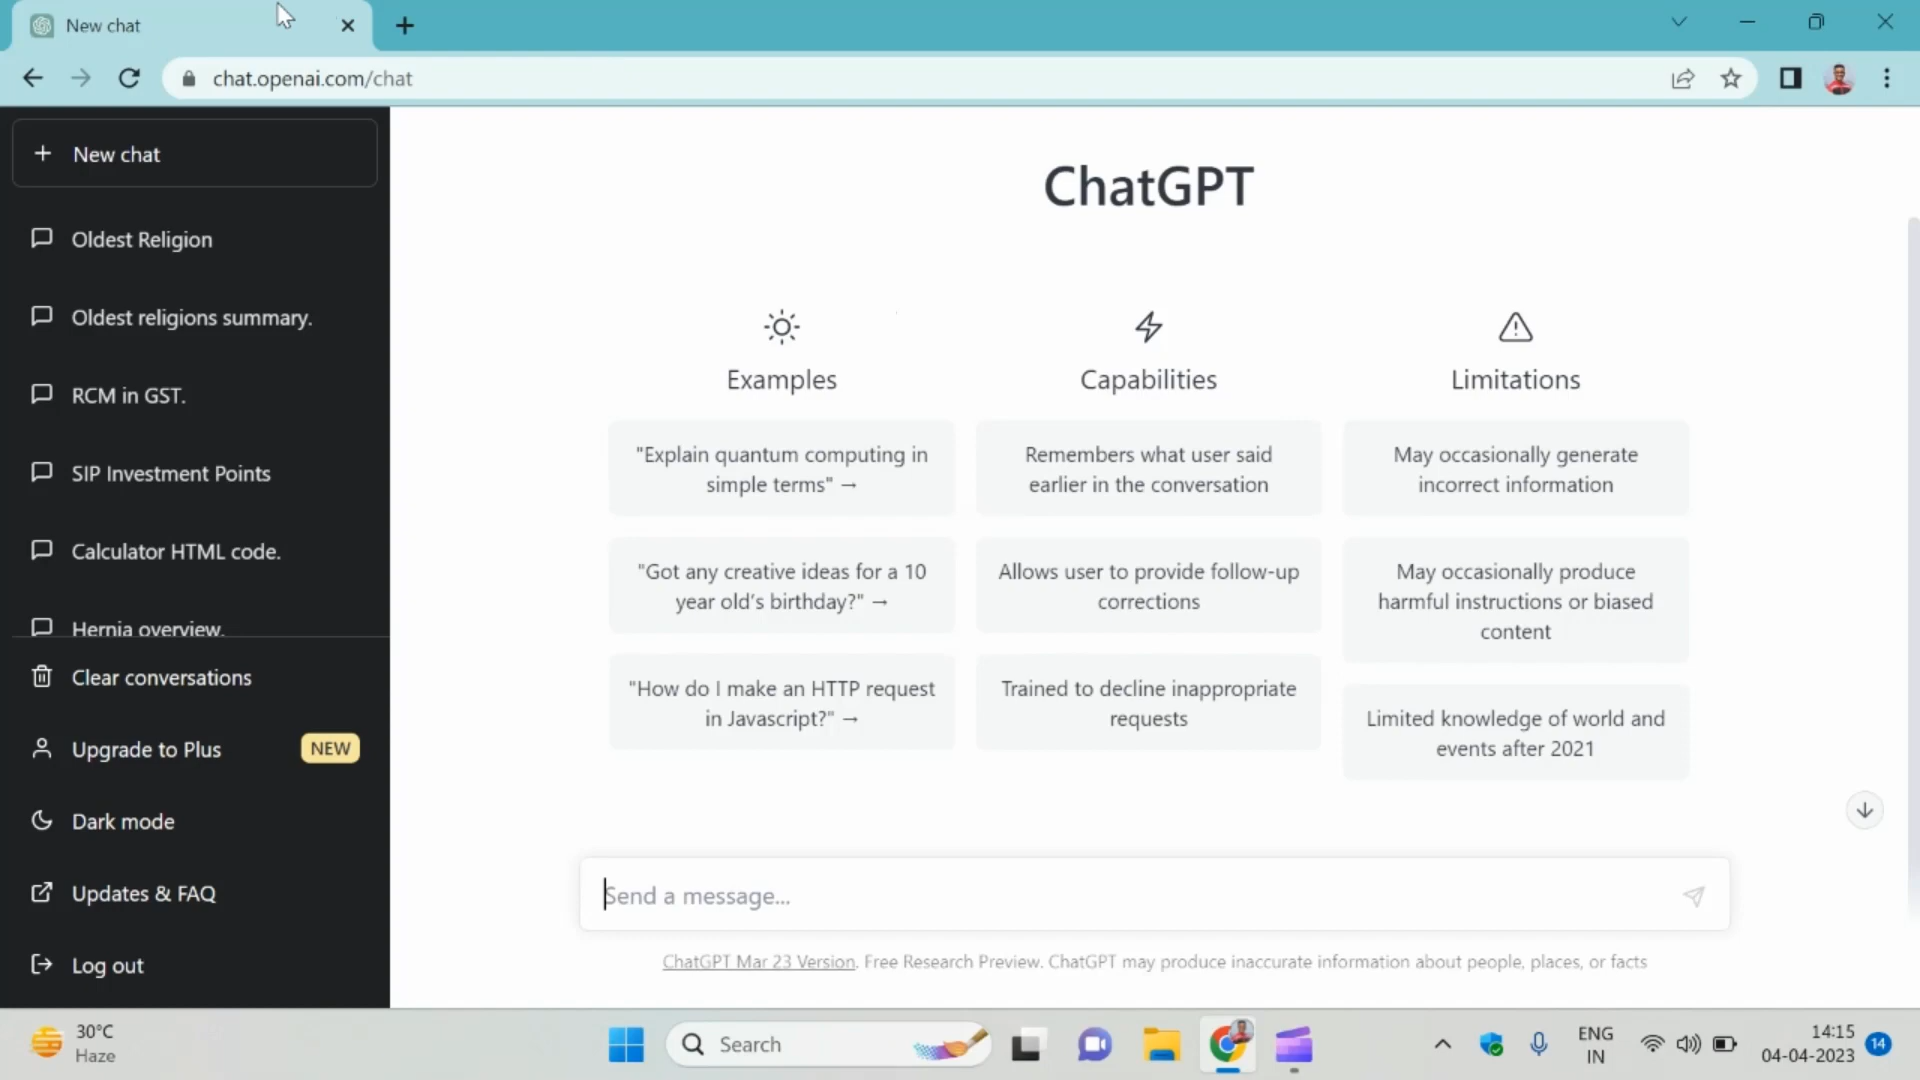 New chat
chat.openai.com/chat
New chat
Oldest Religion
Oldest religions summary.
RCM in GST.
SIP Investment Points
Calculator HTML code.
Hernia overview.
Clear conversations
Upgrade to Plus NEW
Dark mode
Updates & FAQ
Log out
ChatGPT
Examples
"Explain quantum computing in
simple terms" →
"Got any creative ideas for a 10
year old's birthday?" →
"How do I make an HTTP request
in Javascript?" →
Capabilities
Remembers what user said
earlier in the conversation
Allows user to provide follow-up
corrections
Trained to decline inappropriate
requests
Limitations
May occasionally generate
incorrect information
May occasionally produce
harmful instructions or biased
content
Limited knowledge of world and
events after 2021
Send a message...
ChatGPT Mar 23 Version. Free Research Preview. ChatGPT may produce inaccurate information about people, places, or facts
30°C
Haze
Search
ENG
IN
14:15
04-04-2023
14